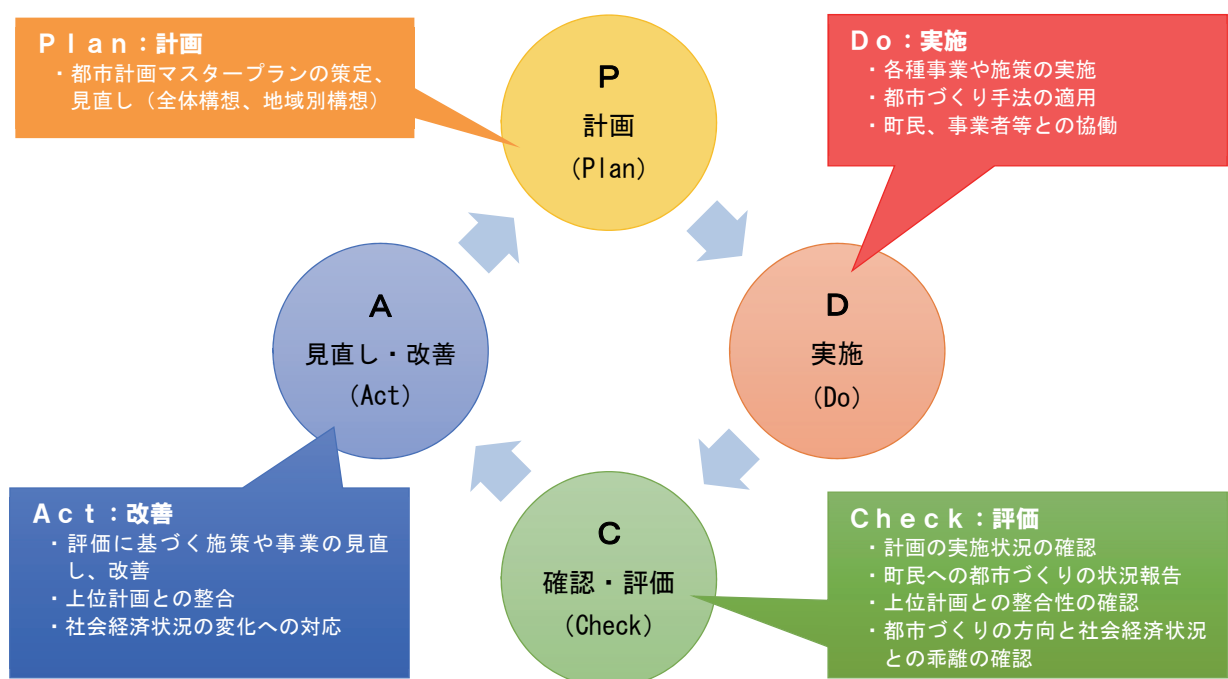 Plan：計画
・都市計画マスタープランの策定、
見直し（全体構想、地域別構想）
P
計画
(Plan)
Do：実施
・各種事業や施策の実施
・都市づくり手法の適用
・町民、事業者等との協働
A
見直し・改善
(Act)
D
実施
(Do)
Act：改善
・評価に基づく施策や事業の見直
し、改善
・上位計画との整合
・社会経済状況の変化への対応
C
確認・評価
(Check)
Check：評価
・計画の実施状況の確認
・町民への都市づくりの状況報告
・上位計画との整合性の確認
・都市づくりの方向と社会経済状況
との乖離の確認